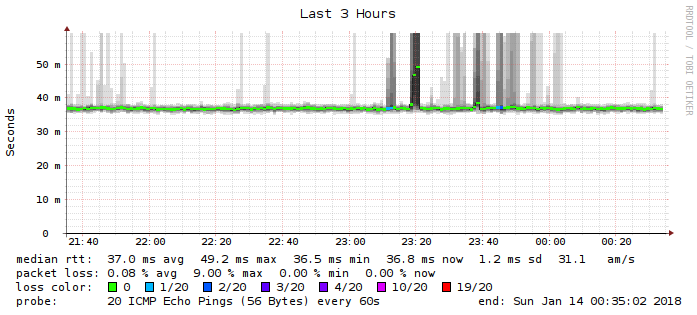 Last 3 Hours
RRDTOOL / TOBI OETIKER
Seconds
50 m
40 m
30 m
20 m
10 m
0
21:40 22:00 22:20 22:40 23:00 23:20 23:40 00:00 00:20
median rtt: 37.0 ms avg 49.2 ms max 36.5 ms min 36.8 ms now 1.2 ms sd 31.1 am/s
packet loss: 0.08 % avg 9.00 % max 0.00 % min 0.00 % now
loss color: 0 1/20 2/20 3/20 4/20 10/20 19/20
probe: 20 ICMP Echo Pings (56 Bytes) every 60s end: Sun Jan 14 00:35:02 2018